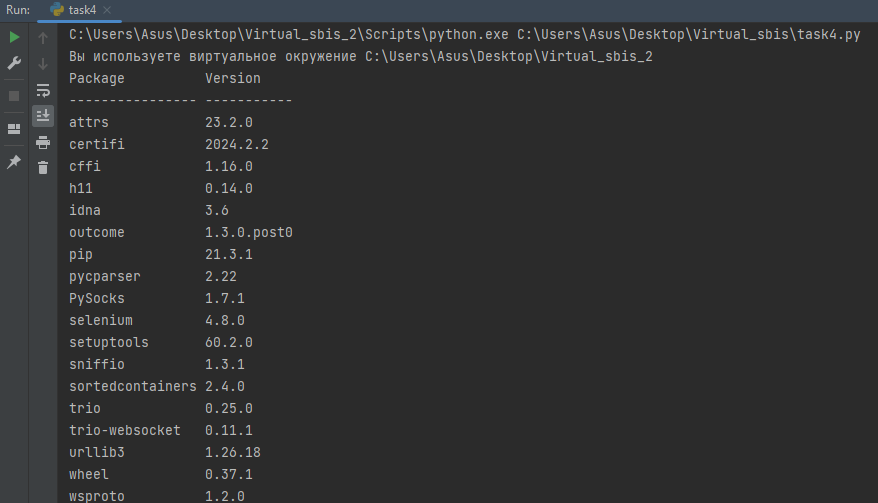 Run: task4
C:\Users\Asus\Desktop\Virtual_sbis_2\Scripts\python.exe C:\Users\Asus\Desktop\Virtual_sbis\task4.py
Вы используете виртуальное окружение C:\Users\Asus\Desktop\Virtual_sbis_2
Package          Version
---------------- -----------
attrs            23.2.0
certifi          2024.2.2
cffi             1.16.0
h11              0.14.0
idna             3.6
outcome          1.3.0.post0
pip              21.3.1
pycparser        2.22
PySocks          1.7.1
selenium         4.8.0
setuptools       60.2.0
sniffio          1.3.1
sortedcontainers 2.4.0
trio             0.25.0
trio-websocket   0.11.1
urllib3          1.26.18
wheel            0.37.1
wsproto          1.2.0